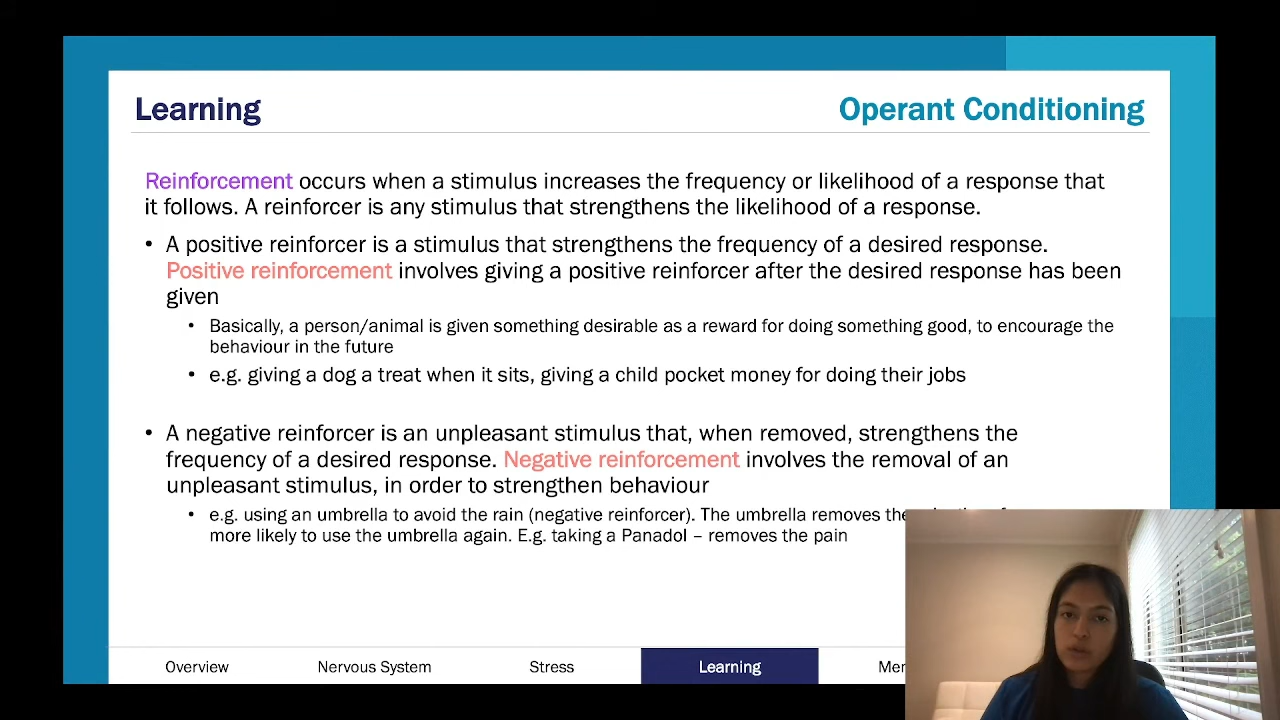 Learning
Operant Conditioning
Reinforcement occurs when a stimulus increases the frequency or likelihood of a response that
it follows. A reinforcer is any stimulus that strengthens the likelihood of a response.
• A positive reinforcer is a stimulus that strengthens the frequency of a desired response.
Positive reinforcement involves giving a positive reinforcer after the desired response has been
given
• Basically, a person/animal is given something desirable as a reward for doing something good, to encourage the
behaviour in the future
• e.g. giving a dog a treat when it sits, giving a child pocket money for doing their jobs
• A negative reinforcer is an unpleasant stimulus that, when removed, strengthens the
frequency of a desired response. Negative reinforcement involves the removal of an
unpleasant stimulus, in order to strengthen behaviour
• e.g. using an umbrella to avoid the rain (negative reinforcer). The umbrella removes the
more likely to use the umbrella again. E.g. taking a Panadol – removes the pain
Overview
Nervous System
Stress
Learning